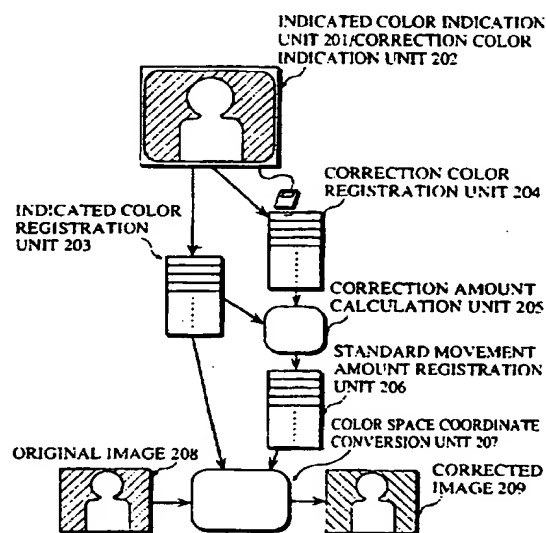 INDICATED COLOR INDICATION
UNIT 201/CORRECTION COLOR
INDICATION UNIT 202
CORRECTION COLOR
REGISTRATION UNIT 204
INDICATED COLOR
REGISTRATION
UNIT 203
CORRECTION AMOUNT
CALCULATION UNIT 205
STANDARD MOVEMENT
AMOUNT REGISTRATION
UNIT 206
COLOR SPACE COORDINATE
CONVERSION UNIT 207
ORIGINAL IMAGE 208
CORRECTED
IMAGE 209